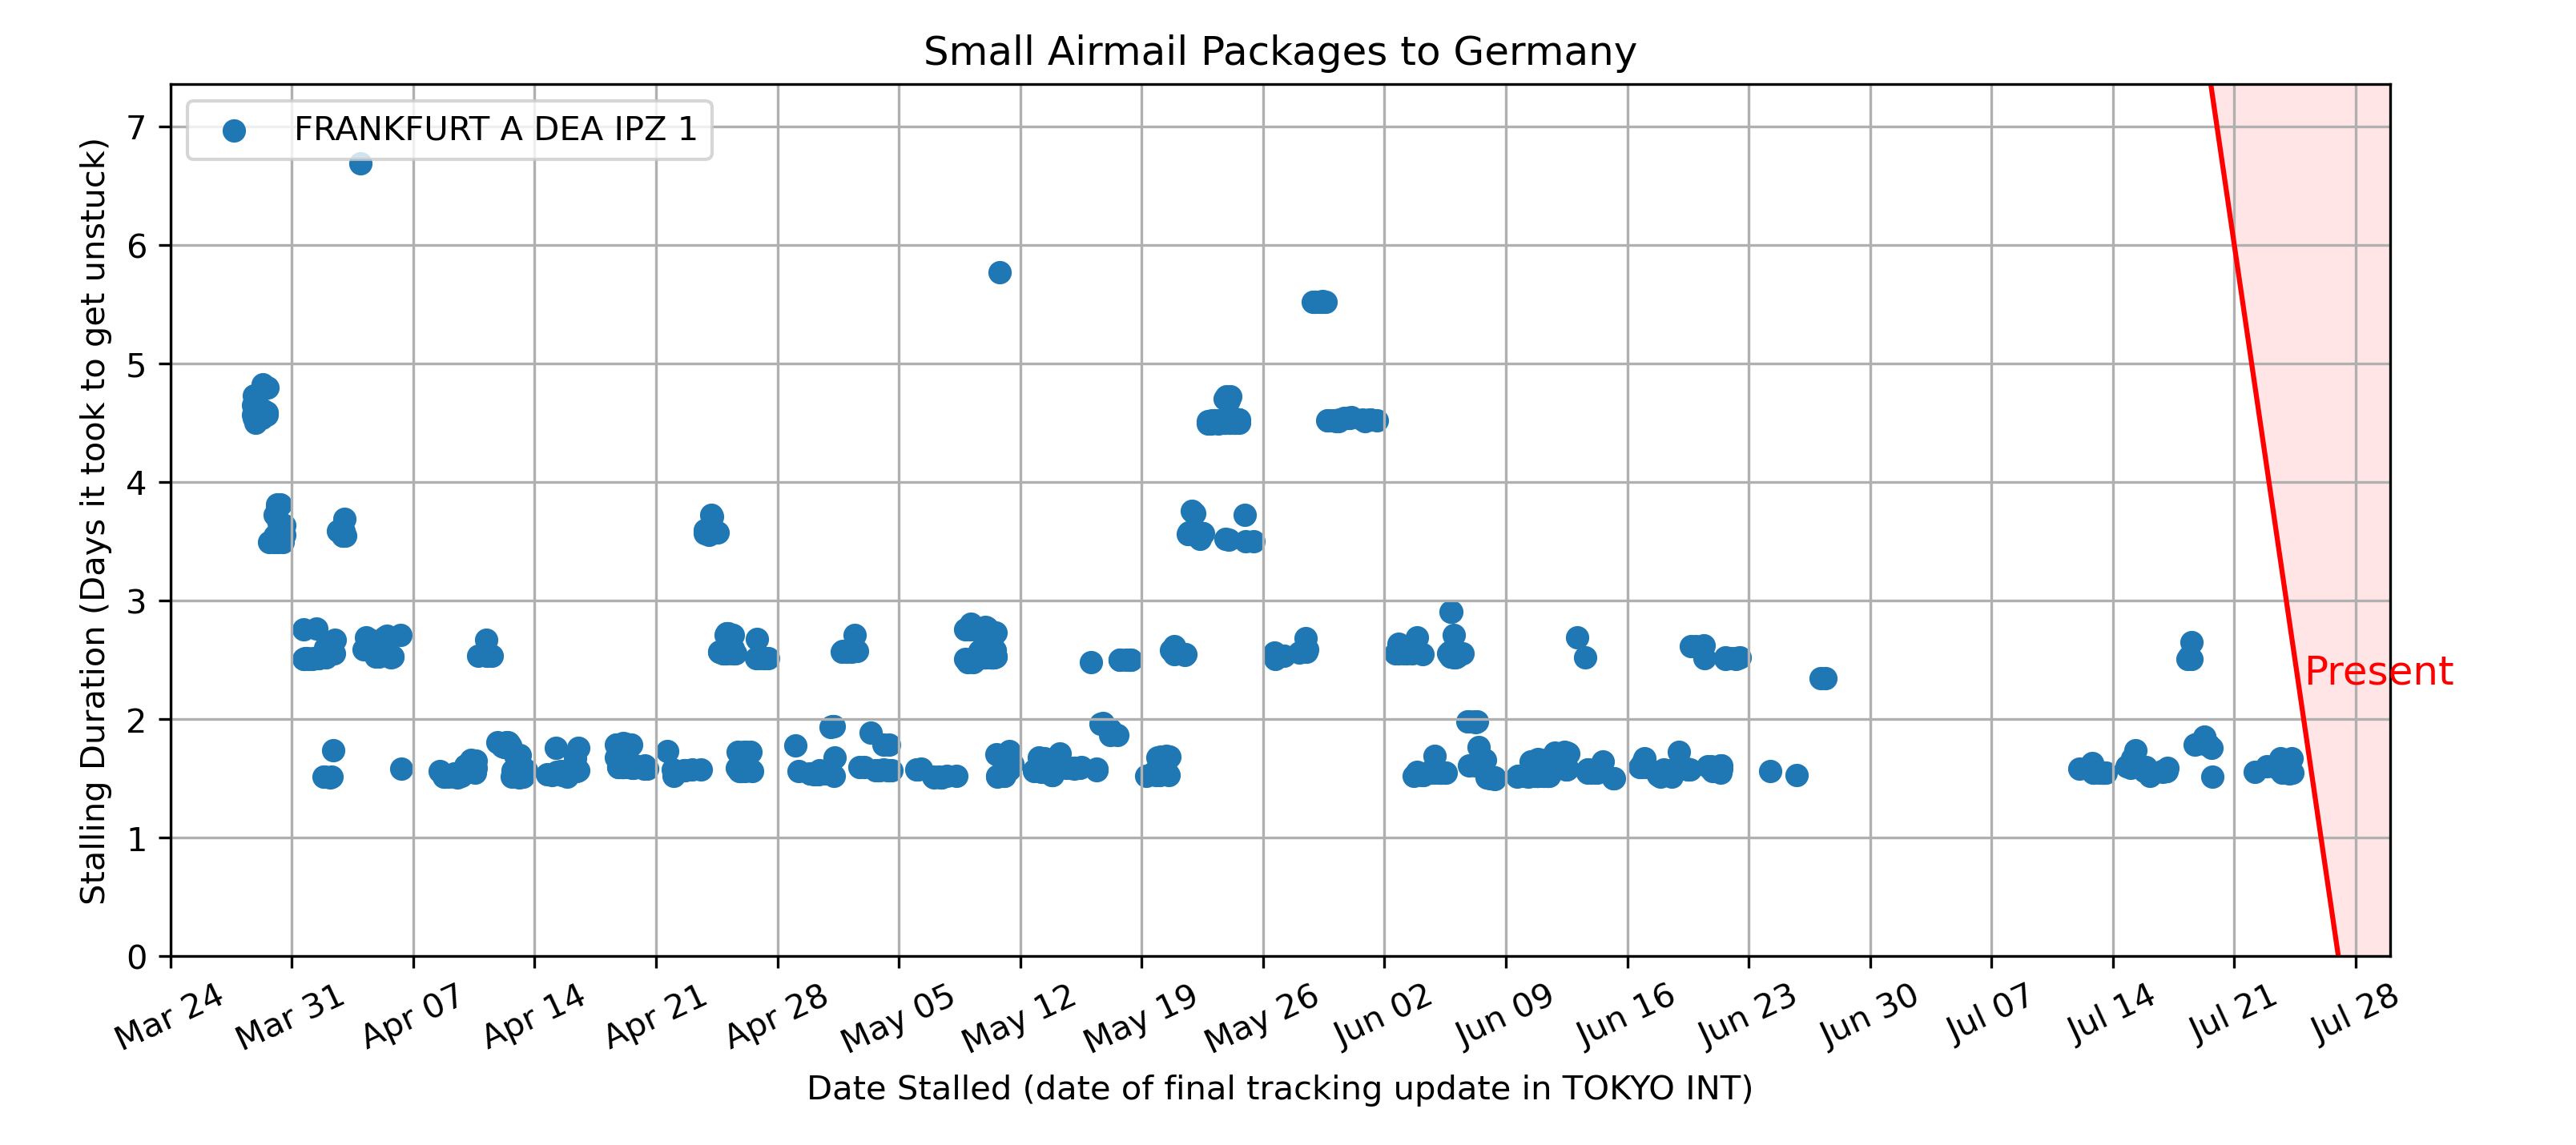 Small Airmail Packages to Germany
FRANKFURT A DEA IPZ 1
Stalling Duration (Days it took to get unstuck)
7
6
5
4
3
2
1
0
Present
Mar 24
Mar 31
Apr 07
Apr 14
Apr 21
Apr 28
May 05
May 12
May 19
May 26
Jun 02
Jun 09
Jun 16
Jun 23
Jun 30
Jul 07
Jul 14
Jul 21
Jul 28
Date Stalled (date of final tracking update in TOKYO INT)